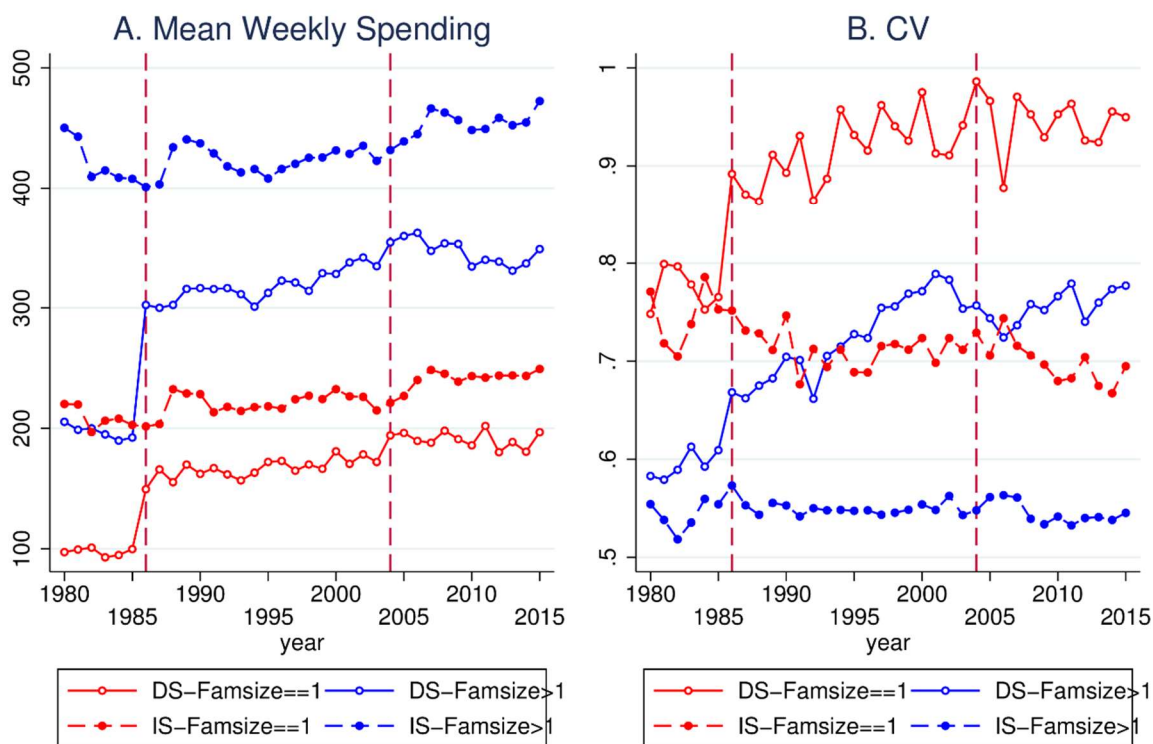 A. Mean Weekly Spending
500
400
300
200
100
1980 1990 2000 2010
1985 1995 2005 2015
year
DS−Famsize==1 DS−Famsize>1
IS−Famsize==1 IS−Famsize>1
B. CV
1
.9
.8
.7
.6
.5
1980 1990 2000 2010
1985 1995 2005 2015
year
DS−Famsize==1 DS−Famsize>1
IS−Famsize==1 IS−Famsize>1